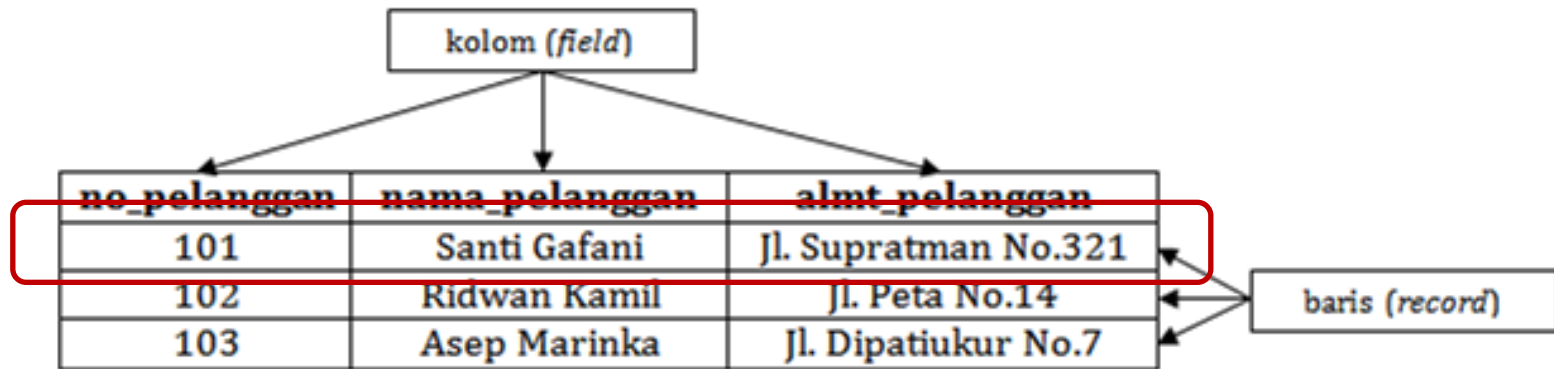 kolom (field)
no_pelanggan nama_pelanggan almt_pelanggan
101 Santi Gafani Jl. Supratman No.321
102 Ridwan Kamil Jl. Peta No.14
baris (record)
103 Asep Marinka Jl. Dipatiukur No.7